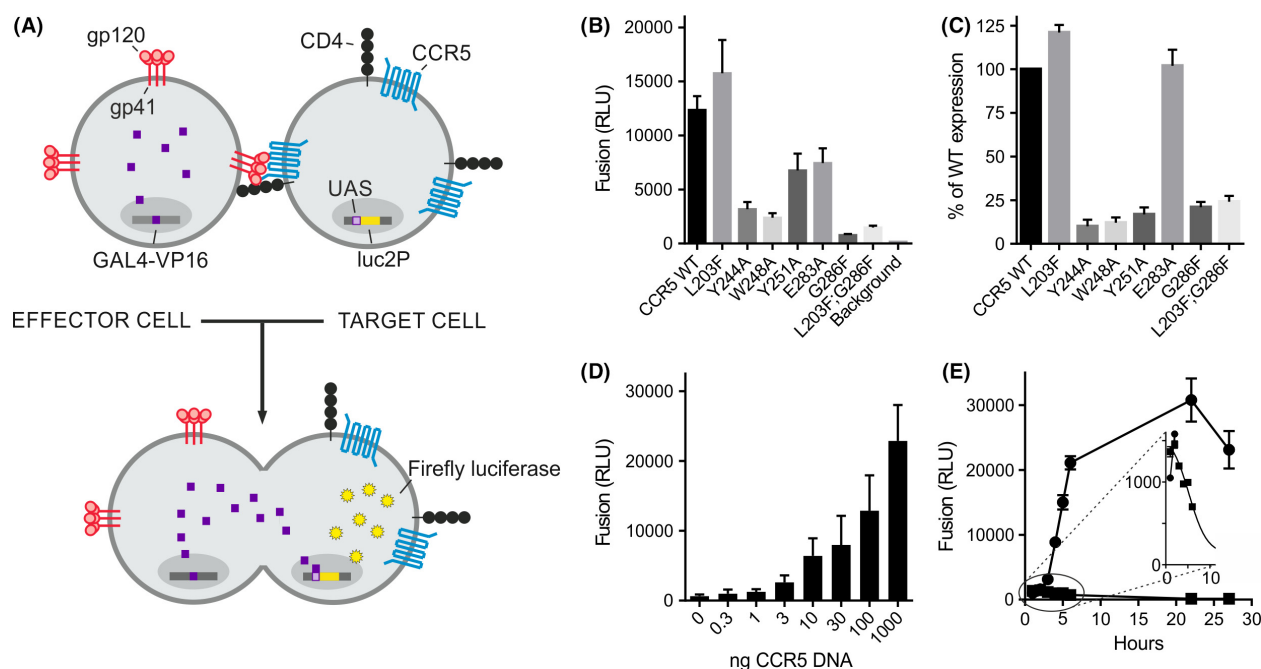 (A)
gp120
gp41
CD4
CCR5
UAS
GAL4-VP16
luc2P
EFFECTOR CELL
TARGET CELL
Firefly luciferase
(B)
Fusion (RLU)
20000
15000
10000
5000
0
CCR5 WT
L203F
Y244A
W248A
Y251A
E283A
G286F
L203F;G286F
Background
(C)
% of WT expression
125
100
75
50
25
0
CCR5 WT
L203F
Y244A
W248A
Y251A
E283A
G286F
L203F;G286F
(D)
Fusion (RLU)
30000
20000
10000
0
0
0.3
1
3
10
30
100
1000
ng CCR5 DNA
(E)
Fusion (RLU)
30000
20000
10000
0
1000
0
0
10
0
5
10
15
20
25
30
Hours